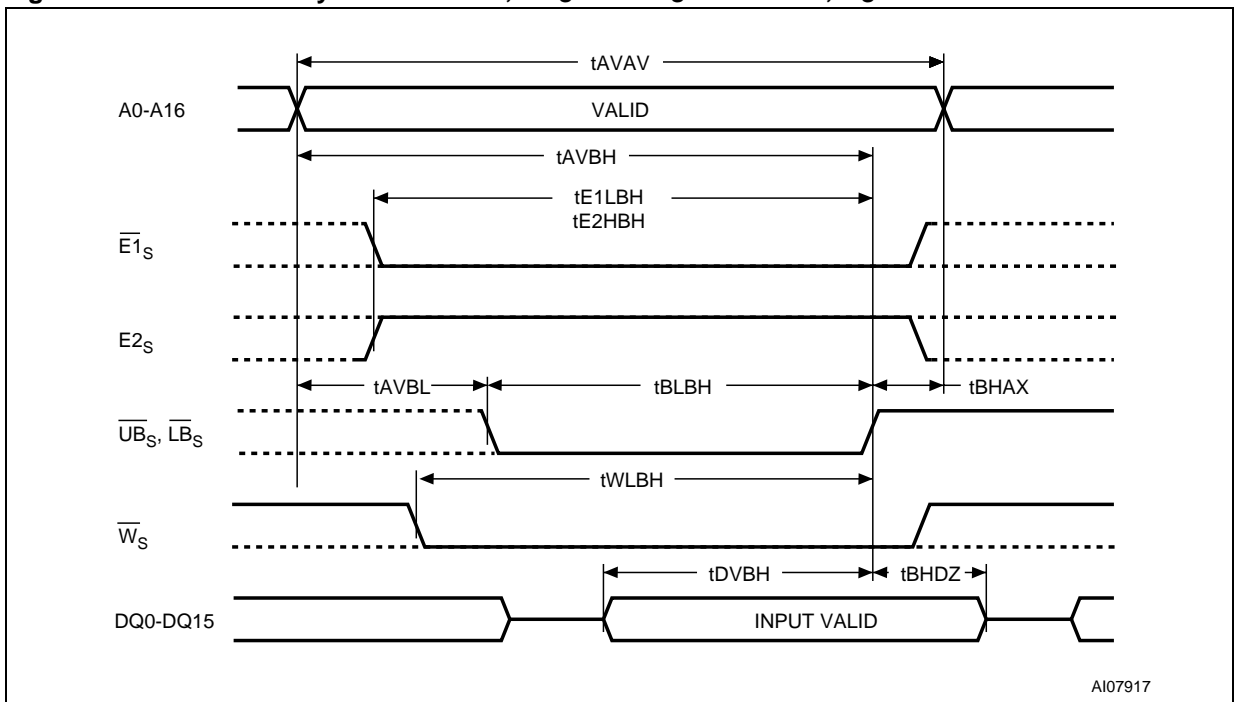 tAVAV
A0-A16
VALID
tAVBH
tE1LBH
tE2HBH
E1S
E2S
tAVBL
tBLBH
tBHAX
UBS, LBS
tWLBH
WS
tDVBH
tBHDZ
DQ0-DQ15
INPUT VALID
AI07917